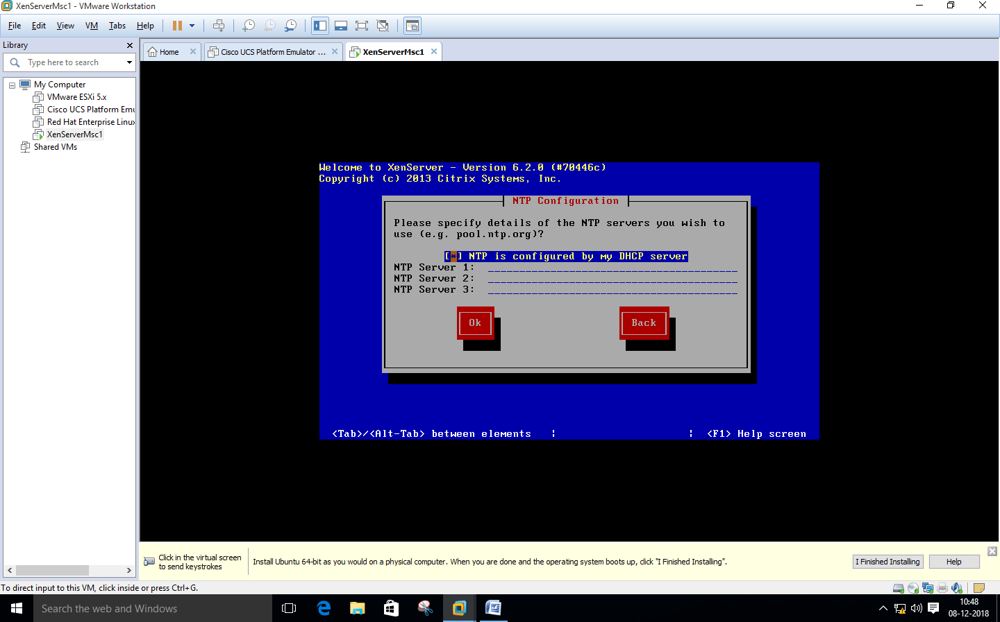 XenServerMsc1 - VMware Workstation
File Edit View VM Tabs Help
Library
Type here to search
My Computer
VMware ESXi 5.x
Cisco UCS Platform Emu
Red Hat Enterprise Linux
XenServerMsc1
Shared VMs
Home
Cisco UCS Platform Emulator ...
XenServerMsc1
Welcome to XenServer - Version 6.2.0 (#70446c)
Copyright (c) 2013 Citrix Systems, Inc.
NTP Configuration
Please specify details of the NTP servers you wish to
use (e.g. pool.ntp.org)?
[*] NTP is configured by my DHCP server
NTP Server 1: ________________________________________
NTP Server 2: ________________________________________
NTP Server 3: ________________________________________
Ok Back
<Tab>/<Alt-Tab> between elements ¦ ¦ <F1> Help screen
Click in the virtual screen
to send keystrokes
Install Ubuntu 64-bit as you would on a physical computer. When you are done and the operating system boots up, click "I Finished Installing".
I Finished Installing
Help
To direct input to this VM, click inside or press Ctrl+G.
Search the web and Windows
10:48
08-12-2018